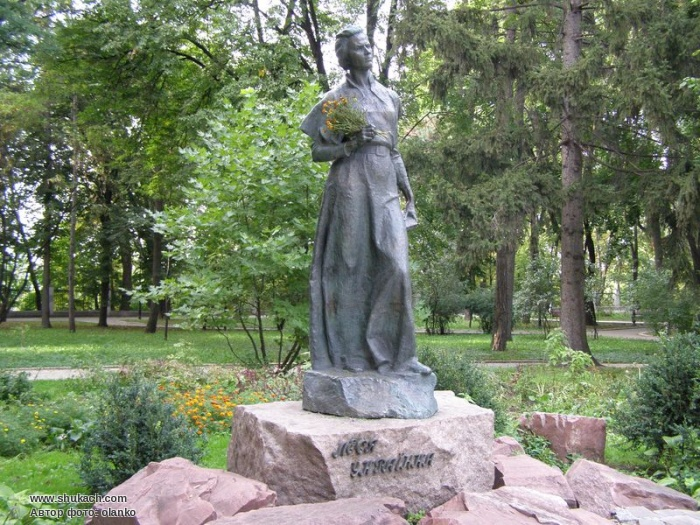 Леся
Українка
www.shukach.com
Автор фото: olanko